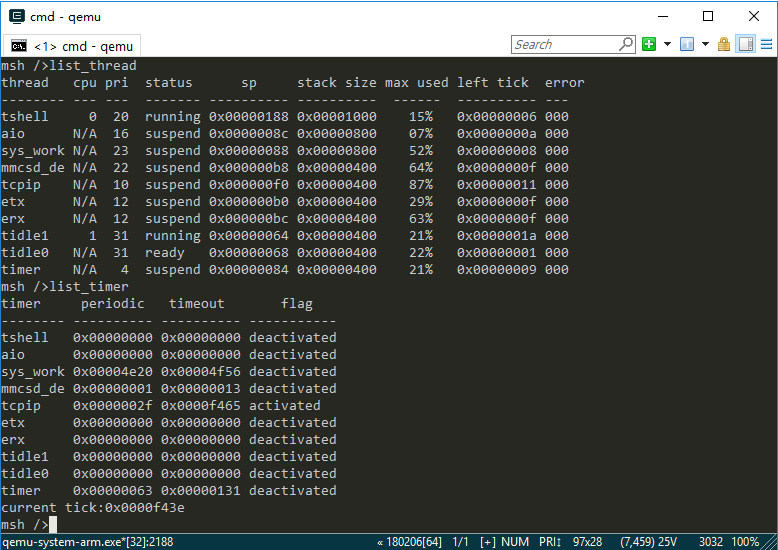 cmd - qemu
<1> cmd - qemu
Search
msh />list_thread
thread   cpu pri  status      sp     stack size max used left tick  error
-------- --- ---  ------- ---------- ----------  ------  ---------- ---
tshell     0  20  running 0x00000188 0x00001000    15%   0x00000006 000
aio      N/A  16  suspend 0x0000008c 0x00000800    07%   0x0000000a 000
sys_work N/A  23  suspend 0x00000088 0x00000800    52%   0x00000008 000
mmcsd_de N/A  22  suspend 0x000000b8 0x00000400    64%   0x0000000f 000
tcpip    N/A  10  suspend 0x000000f0 0x00000400    87%   0x00000011 000
etx      N/A  12  suspend 0x000000b0 0x00000400    29%   0x0000000f 000
erx      N/A  12  suspend 0x000000bc 0x00000400    63%   0x0000000f 000
tidle1     1  31  running 0x00000064 0x00000400    21%   0x0000001a 000
tidle0   N/A  31  ready   0x00000068 0x00000400    22%   0x00000001 000
timer    N/A   4  suspend 0x00000084 0x00000400    21%   0x00000009 000
msh />list_timer
timer     periodic   timeout       flag
-------- ---------- ---------- -----------
tshell   0x00000000 0x00000000 deactivated
aio      0x00000000 0x00000000 deactivated
sys_work 0x00004e20 0x00004f56 deactivated
mmcsd_de 0x00000001 0x00000013 deactivated
tcpip    0x0000002f 0x0000f465 activated
etx      0x00000000 0x00000000 deactivated
erx      0x00000000 0x00000000 deactivated
tidle1   0x00000000 0x00000000 deactivated
tidle0   0x00000000 0x00000000 deactivated
timer    0x00000063 0x00000131 deactivated
current tick:0x0000f43e
msh />
qemu-system-arm.exe*[32]:2188 « 180206[64] 1/1 [+] NUM PRI↕ 97x28 (7,459) 25V 3032 100%